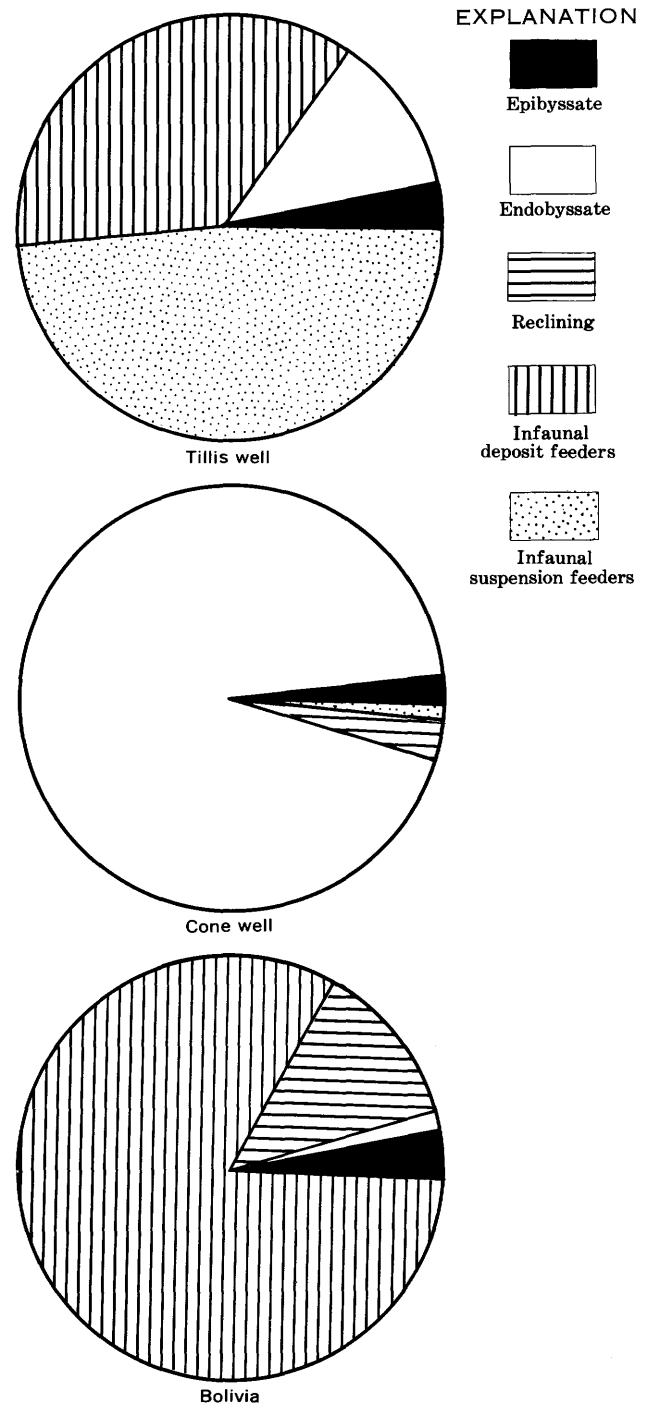 EXPLANATION
Epibyssate
Endobyssate
Reclining
Infaunal
deposit feeders
Infaunal
suspension feeders
Tillis well
Cone well
Bolivia